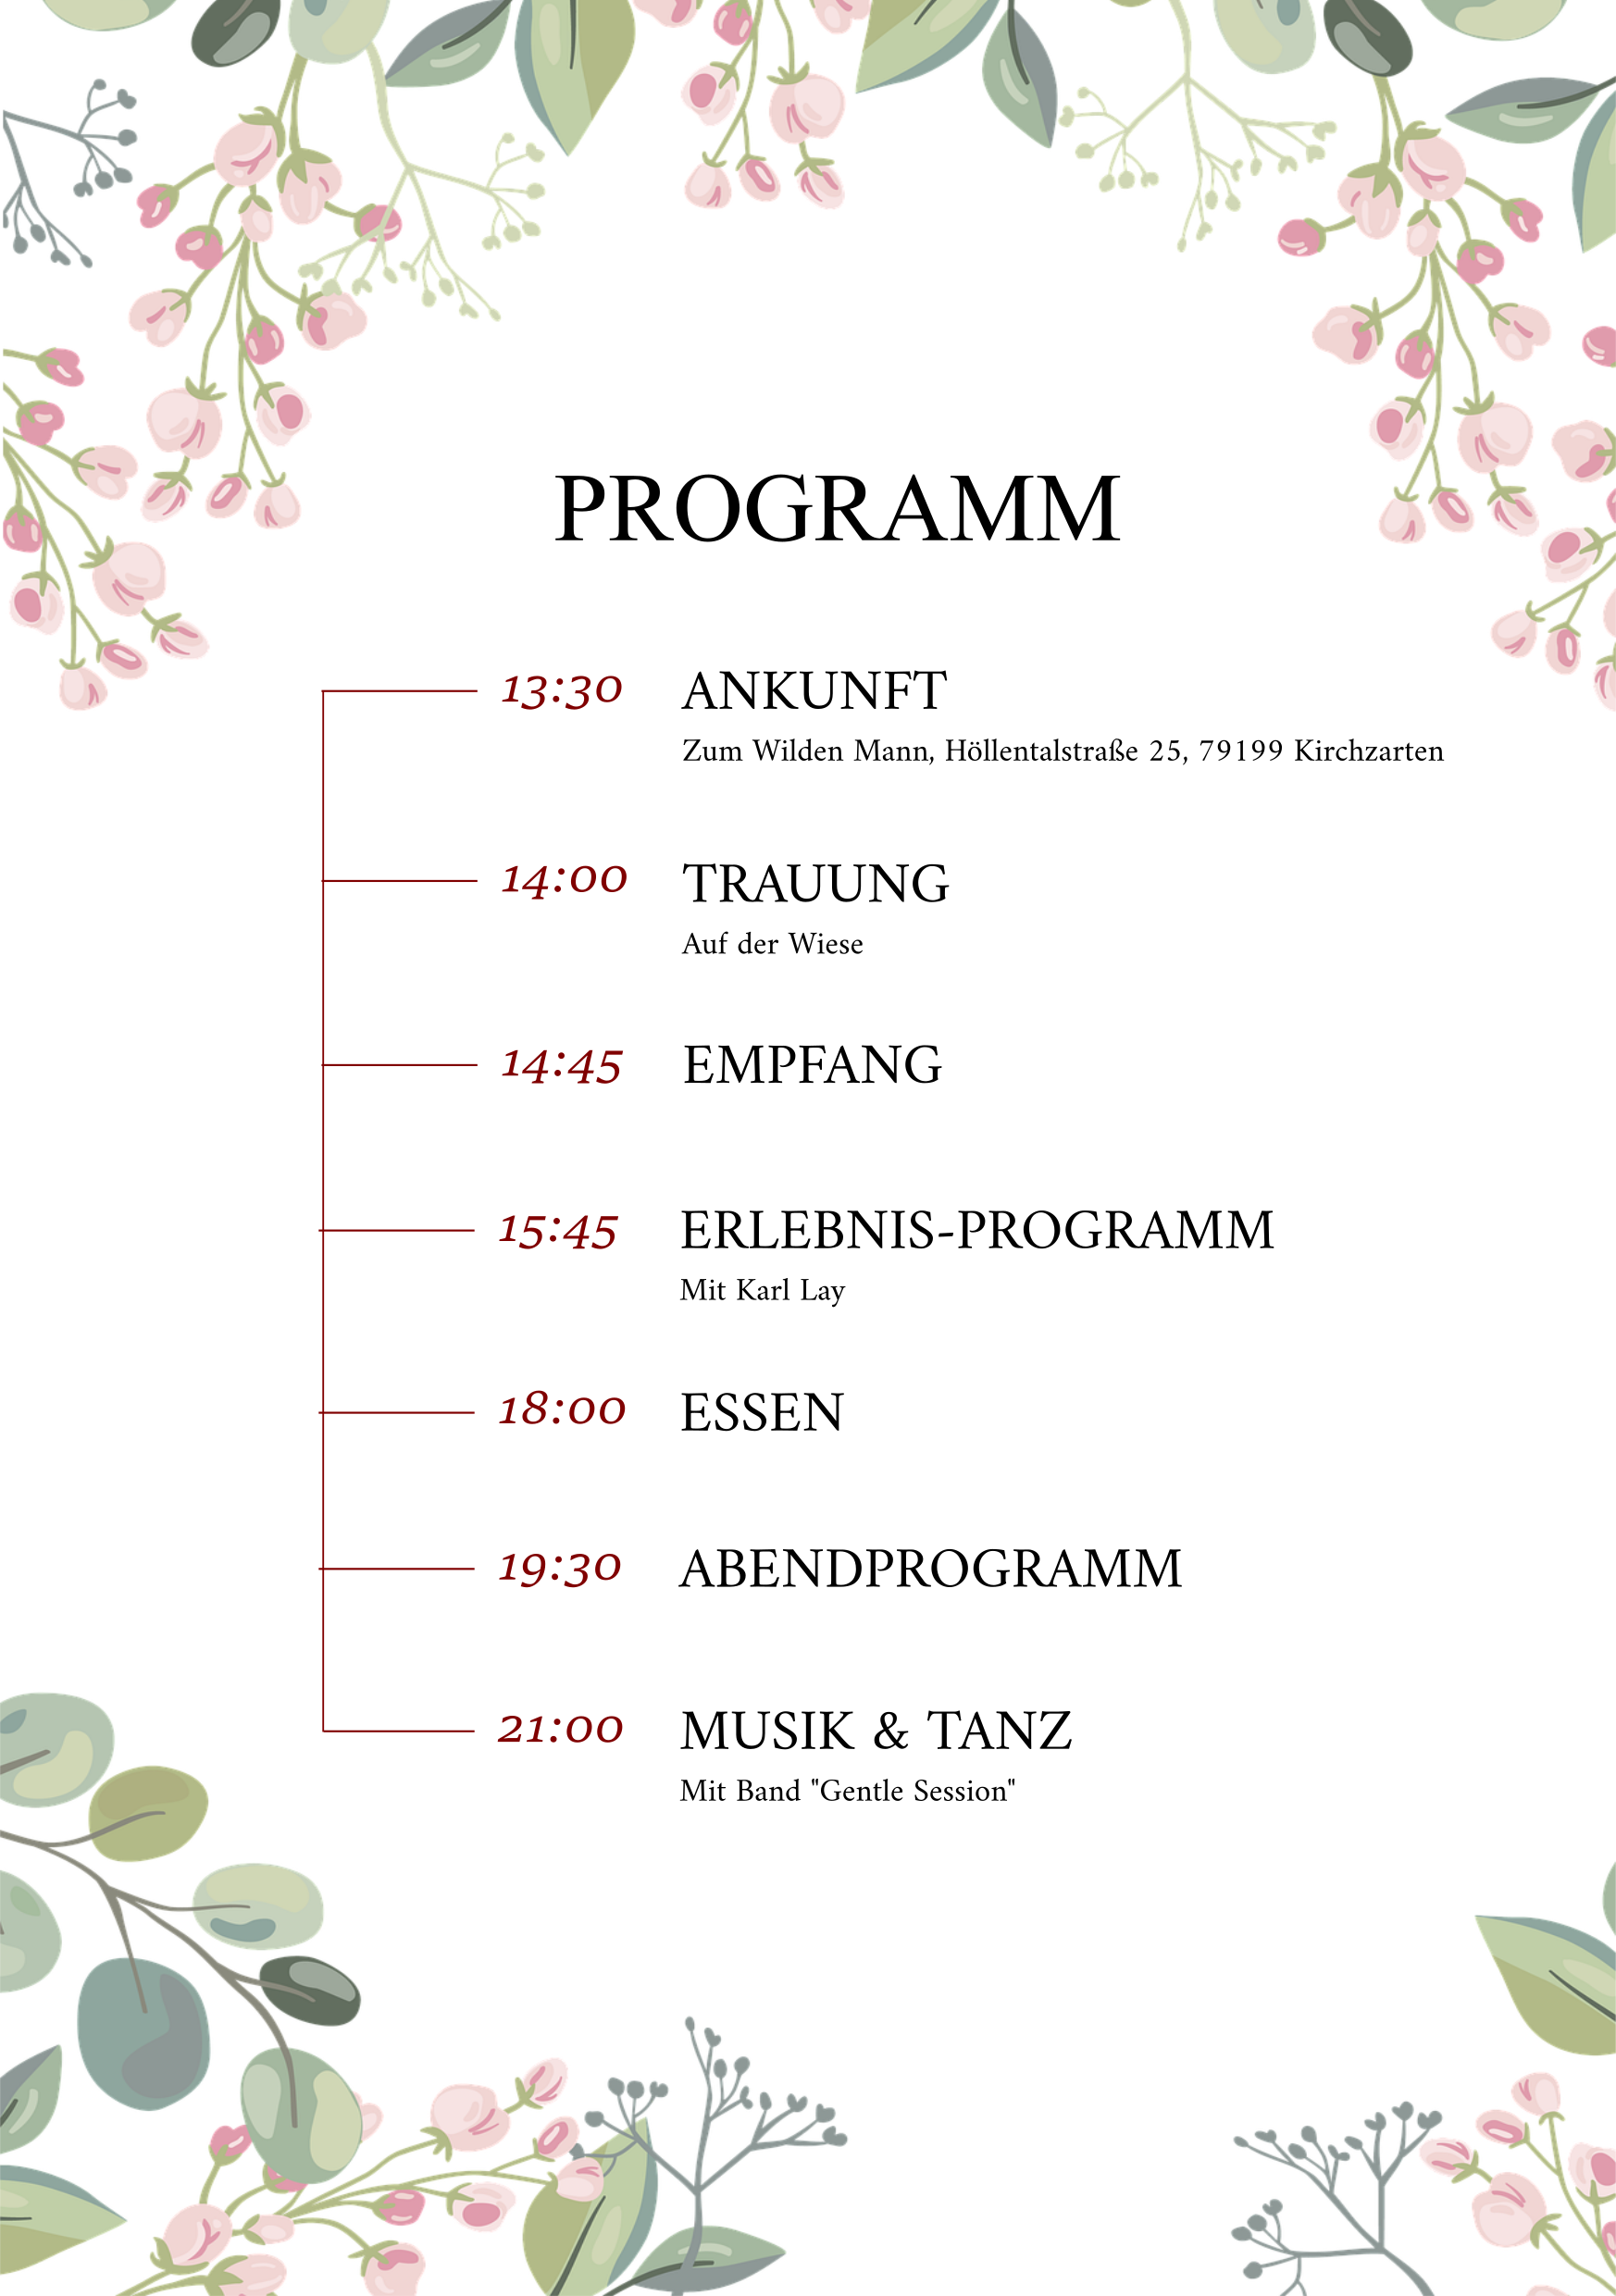 PROGRAMM
13:30 ANKUNFT
Zum Wilden Mann, Höllentalstraße 25, 79199 Kirchzarten
14:00 TRAUUNG
Auf der Wiese
14:45 EMPFANG
15:45 ERLEBNIS-PROGRAMM
Mit Karl Lay
18:00 ESSEN
19:30 ABENDPROGRAMM
21:00 MUSIK & TANZ
Mit Band "Gentle Session"